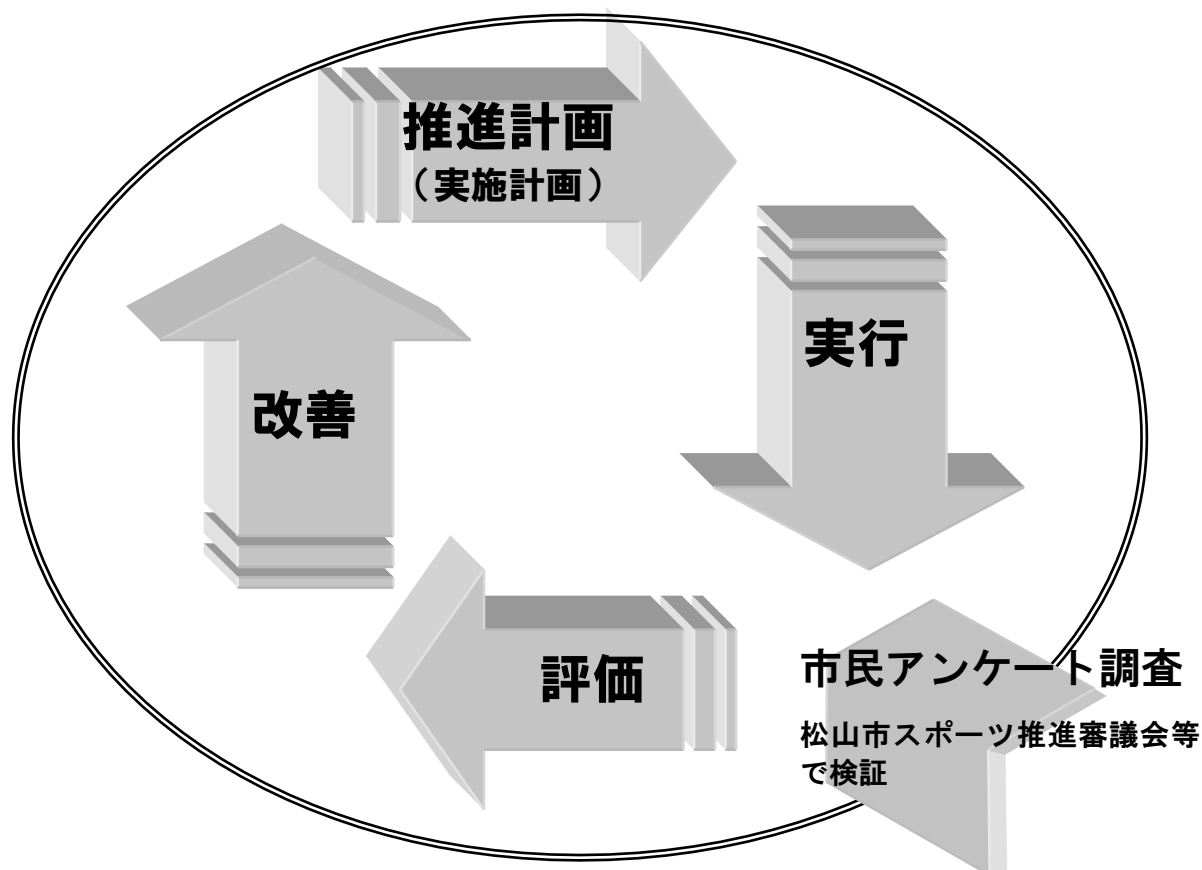 推進計画
（実施計画）
実行
改善
評価
市民アンケート調査
松山市スポーツ推進審議会等
で検証